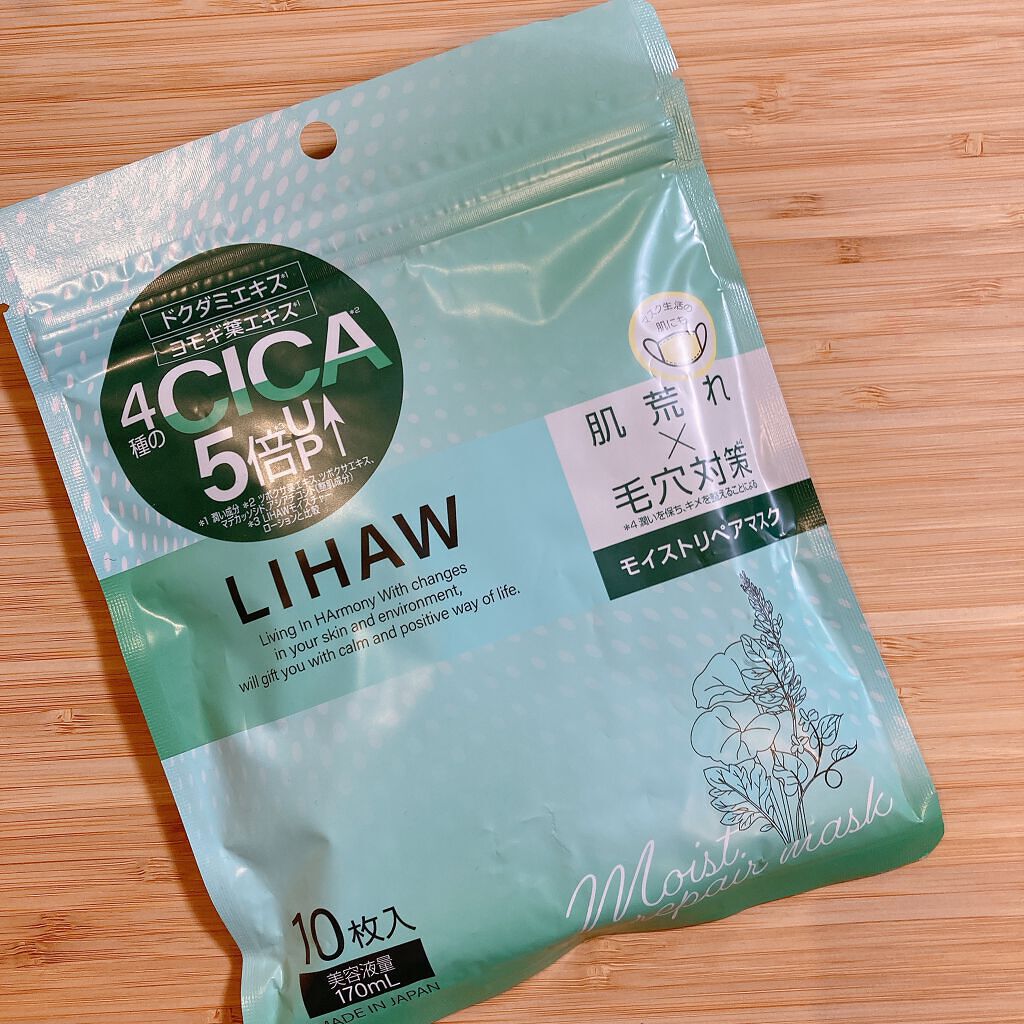 ドクダミエキス*1
ヨモギ葉エキス*1
4種のCICA*2
5倍UP↑
*1 潤い成分 *2 ツボクサ葉エキス、ツボクサエキス、
マデカッソシド、アシアチコシド(整肌成分)
*3 LIHAWモイスチャー
ローションと比較
マスク生活の
肌にも
肌荒れ
×
毛穴対策*4
*4 潤いを保ち、キメを整えることによる
モイストリペアマスク
LIHAW
Living In HArmony With changes
in your skin and environment,
will gift you with calm and positive way of life.
Moist.
repair mask
10枚入
美容液量
170mL
MADE IN JAPAN